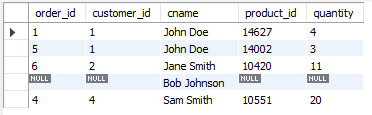 order_id customer_id cname product_id quantity
1 1 John Doe 14627 4
5 1 John Doe 14002 3
6 2 Jane Smith 10420 11
NULL NULL Bob Johnson NULL NULL
4 4 Sam Smith 10551 20